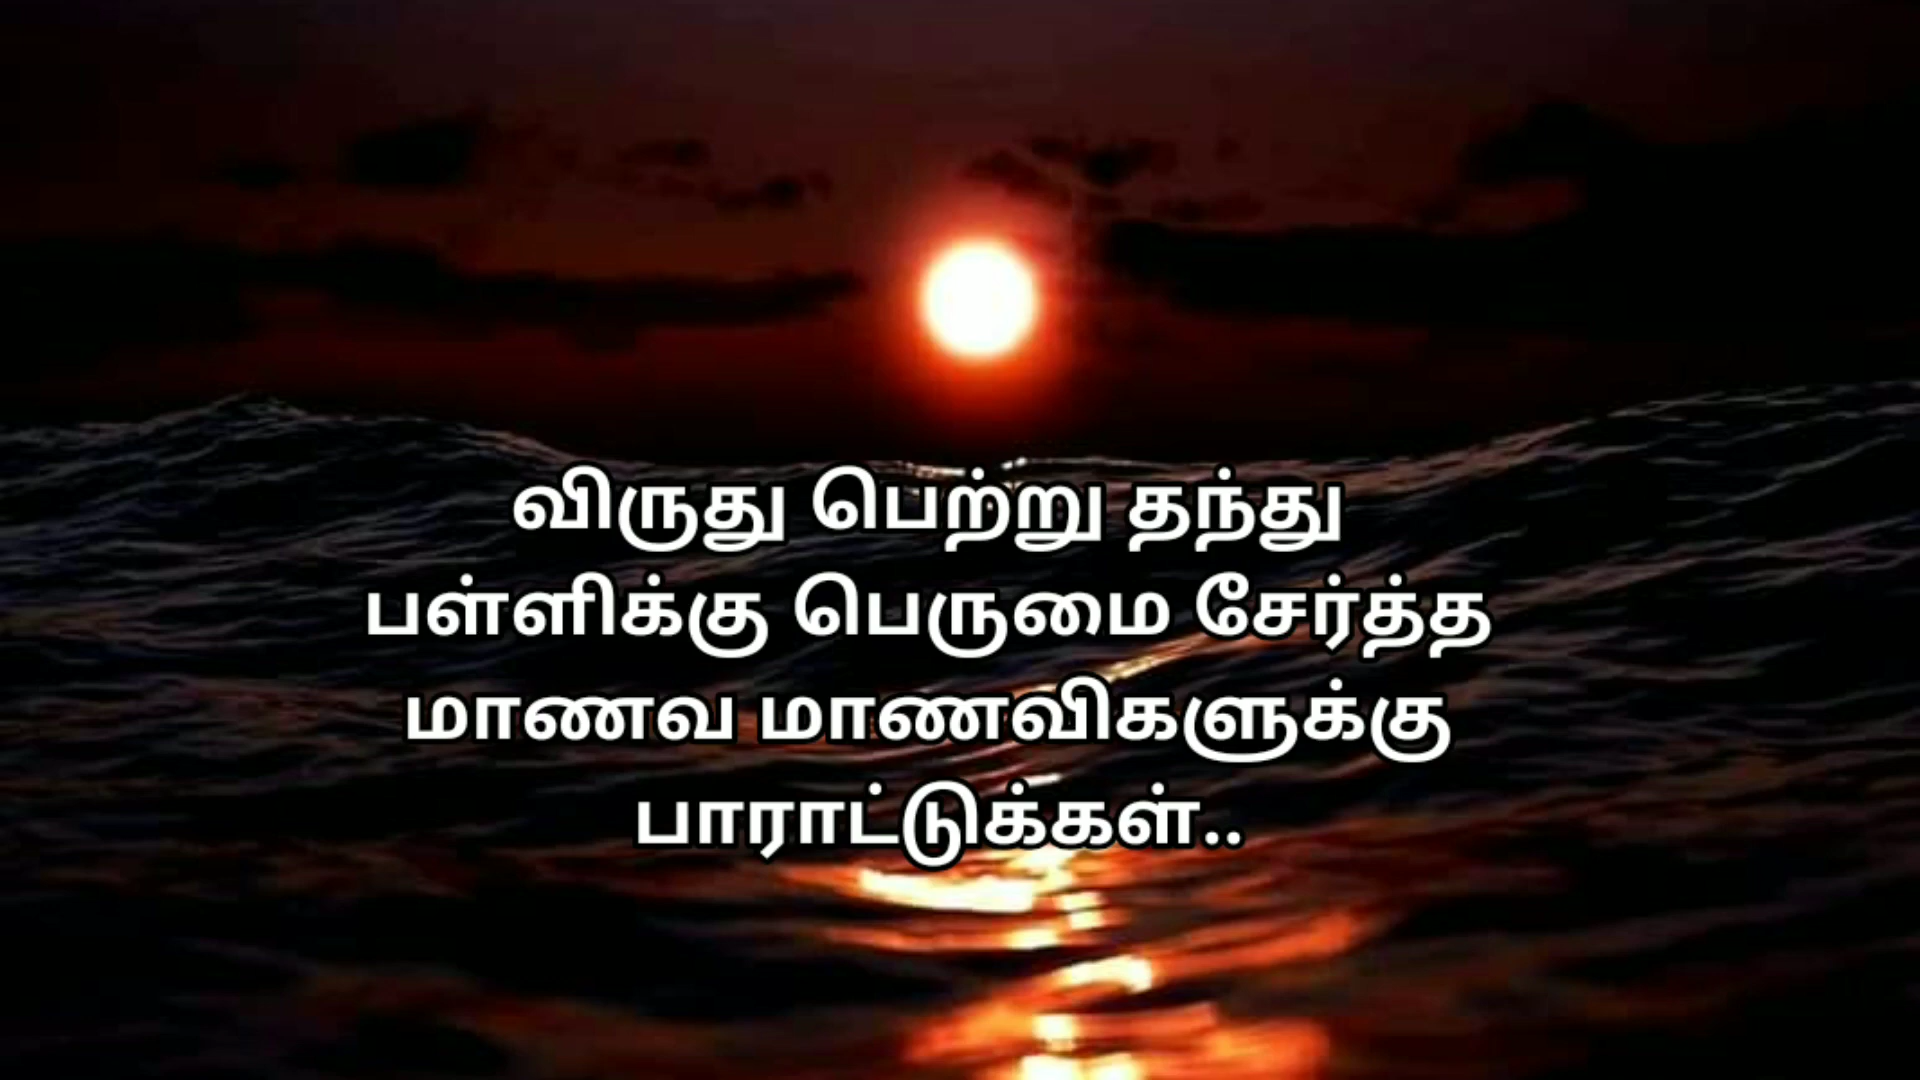 விருது பெற்று தந்து
பள்ளிக்கு பெருமை சேர்த்த
மாணவ மாணவிகளுக்கு
பாராட்டுக்கள்..